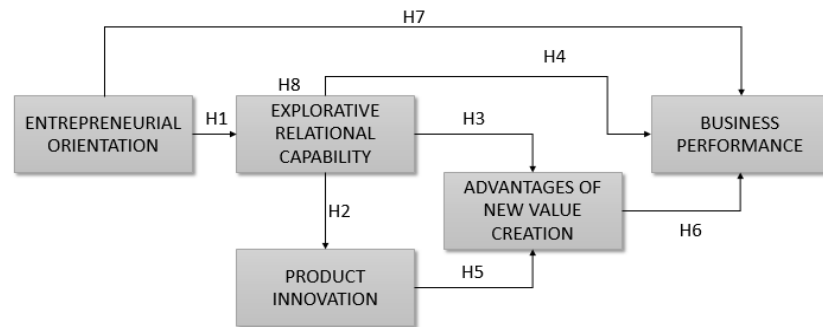 H7
H4
H8
ENTREPRENEURIAL
ORIENTATION
H1
EXPLORATIVE
RELATIONAL
CAPABILITY
H3
BUSINESS
PERFORMANCE
ADVANTAGES OF
NEW VALUE
CREATION
H2
H6
PRODUCT
INNOVATION
H5